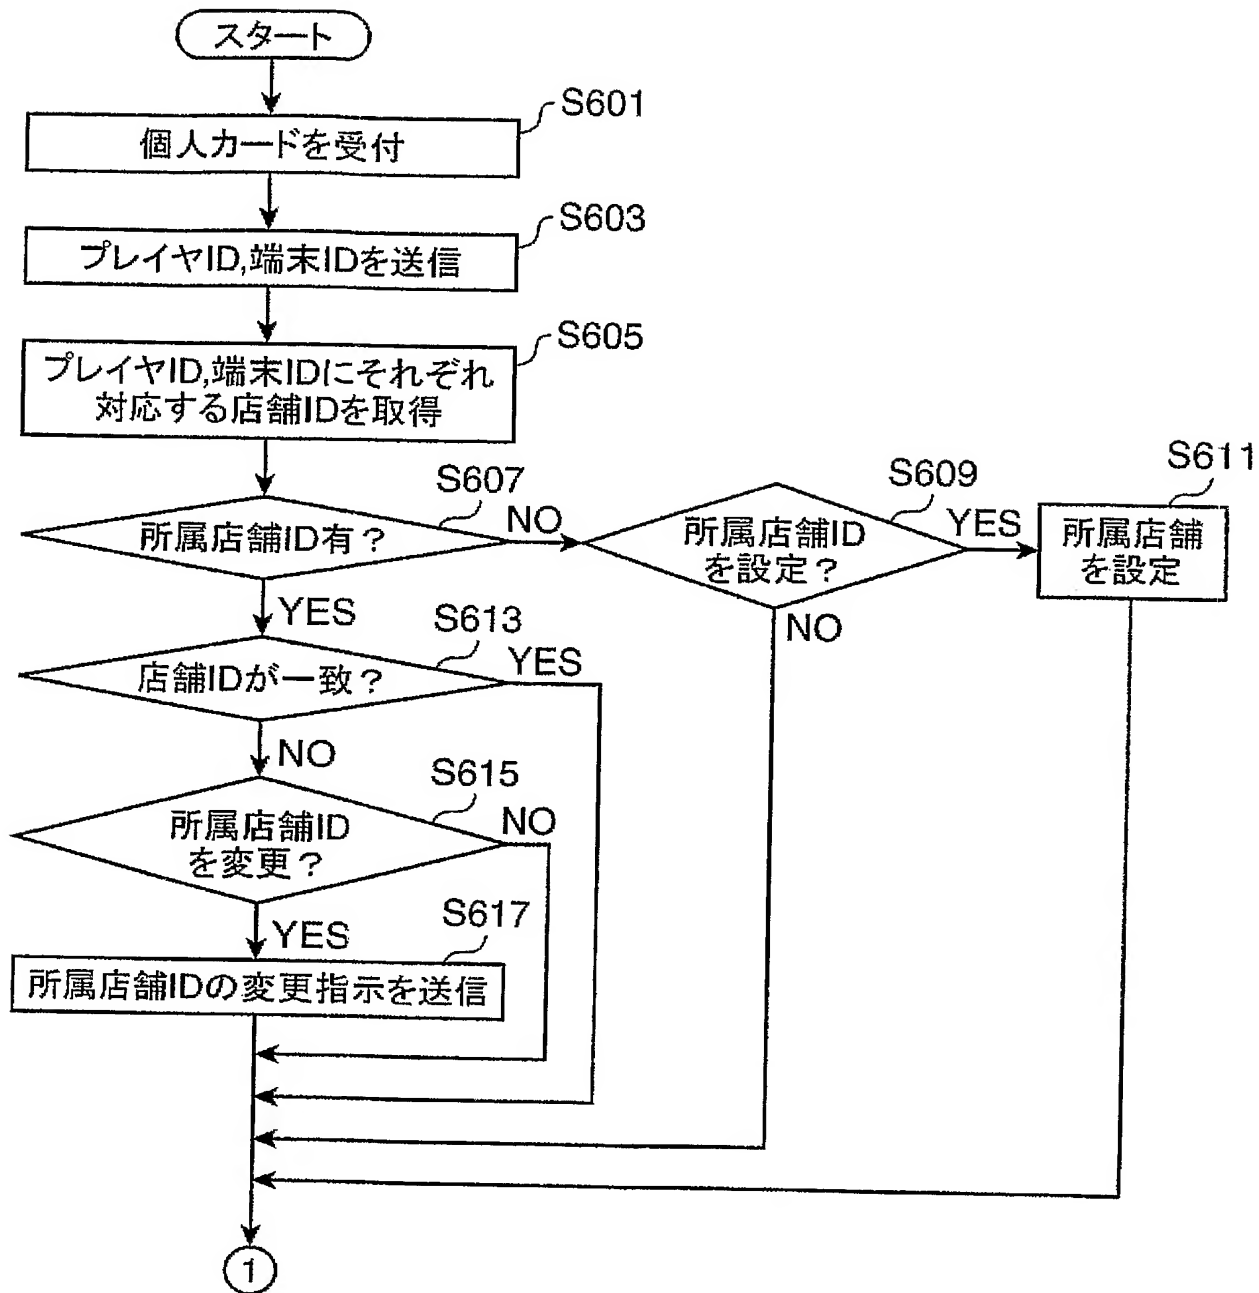 スタート
S601
個人カードを受付
S603
プレイヤID,端末IDを送信
S605
プレイヤID,端末IDにそれぞれ
対応する店舗IDを取得
S607
所属店舗ID有？
NO
YES
S609
所属店舗ID
を設定？
YES
NO
S611
所属店舗
を設定
S613
店舗IDが一致？
YES
NO
S615
所属店舗ID
を変更？
NO
YES
S617
所属店舗IDの変更指示を送信
1